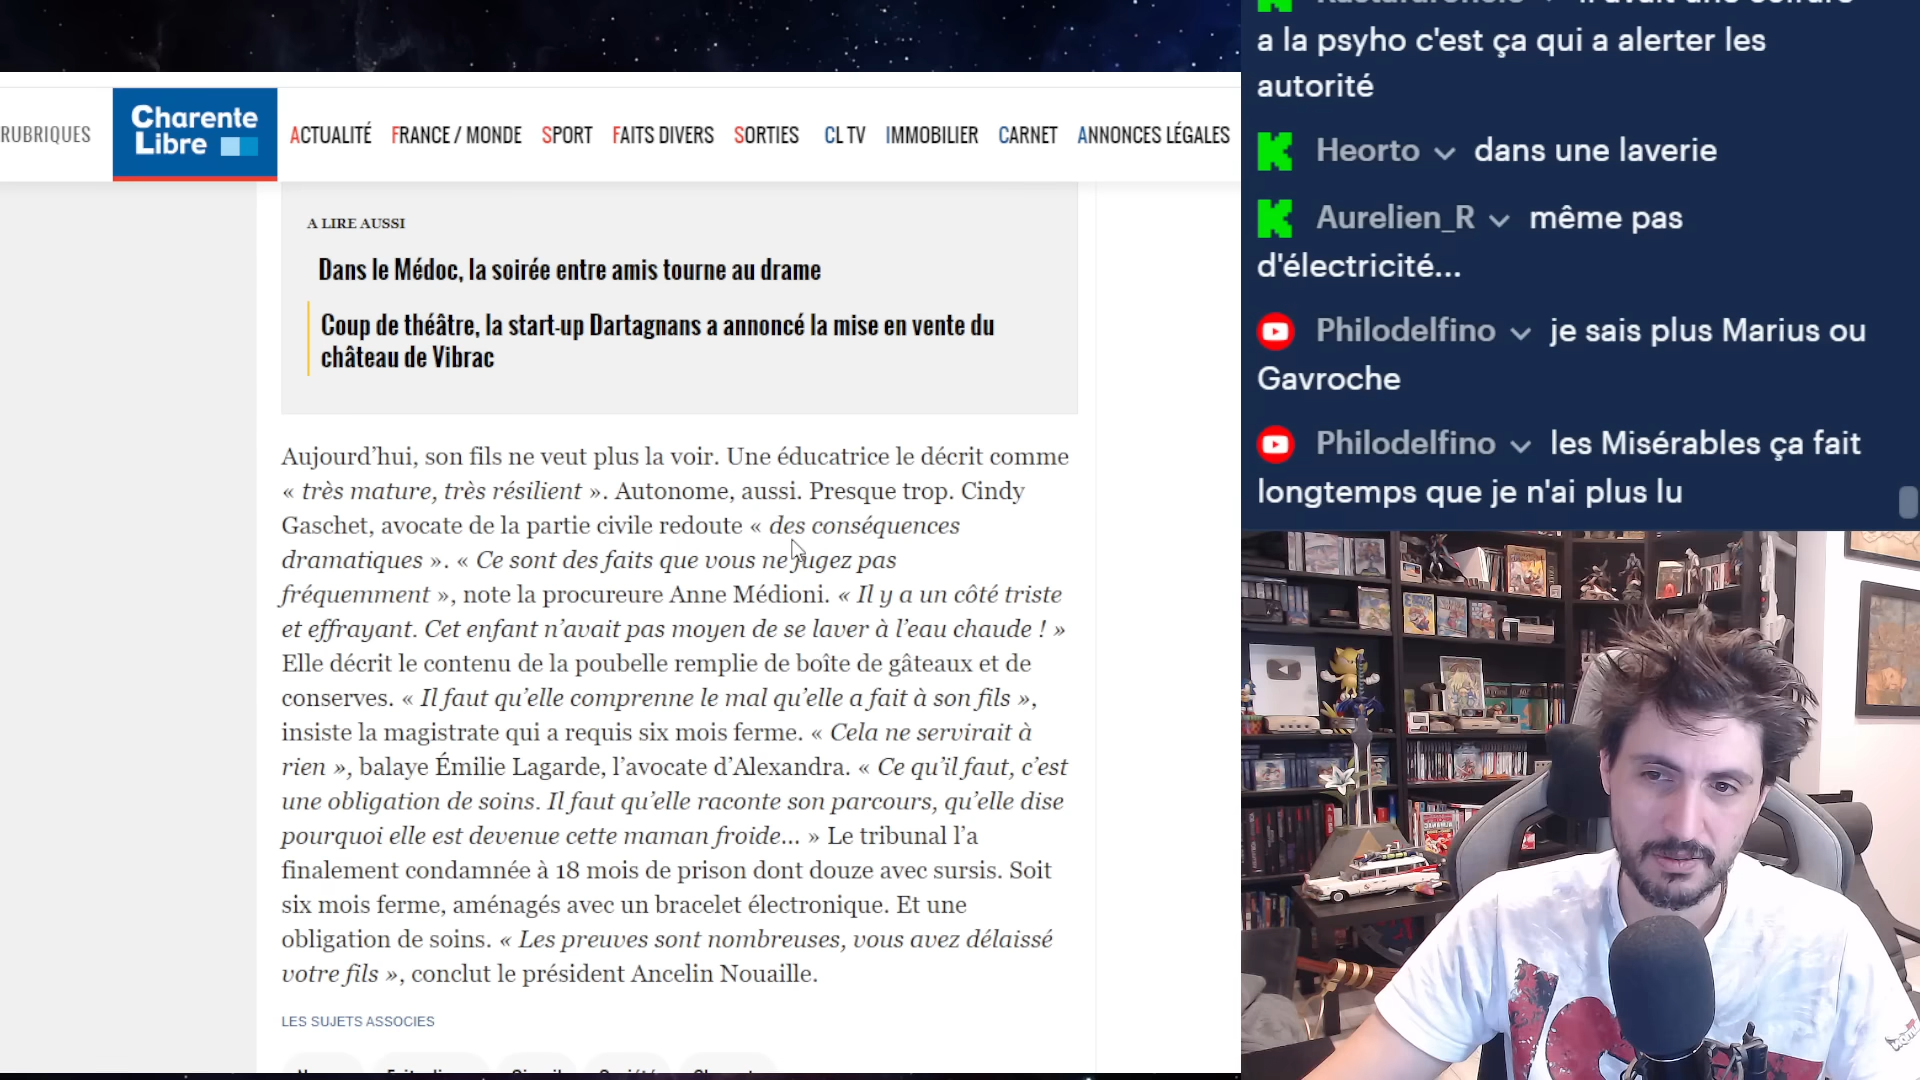 RUBRIQUES
Charente
Libre
ACTUALITÉ FRANCE / MONDE SPORT FAITS DIVERS SORTIES CL TV IMMOBILIER CARNET ANNONCES LÉGALES
A LIRE AUSSI
Dans le Médoc, la soirée entre amis tourne au drame
Coup de théâtre, la start-up Dartagnans a annoncé la mise en vente du
château de Vibrac
Aujourd’hui, son fils ne veut plus la voir. Une éducatrice le décrit comme
« très mature, très résilient ». Autonome, aussi. Presque trop. Cindy
Gaschet, avocate de la partie civile redoute « des conséquences
dramatiques ». « Ce sont des faits que vous ne jugez pas
fréquemment », note la procureure Anne Médioni. « Il y a un côté triste
et effrayant. Cet enfant n’avait pas moyen de se laver à l’eau chaude ! »
Elle décrit le contenu de la poubelle remplie de boîte de gâteaux et de
conserves. « Il faut qu’elle comprenne le mal qu’elle a fait à son fils »,
insiste la magistrate qui a requis six mois ferme. « Cela ne servirait à
rien », balaye Émilie Lagarde, l’avocate d’Alexandra. « Ce qu’il faut, c’est
une obligation de soins. Il faut qu’elle raconte son parcours, qu’elle dise
pourquoi elle est devenue cette maman froide... » Le tribunal l’a
finalement condamnée à 18 mois de prison dont douze avec sursis. Soit
six mois ferme, aménagés avec un bracelet électronique. Et une
obligation de soins. « Les preuves sont nombreuses, vous avez délaissé
votre fils », conclut le président Ancelin Nouaille.
LES SUJETS ASSOCIES
a la psyho c'est ça qui a alerter les
autorité
Heorto dans une laverie
Aurelien_R même pas
d'électricité...
Philodelfino je sais plus Marius ou
Gavroche
Philodelfino les Misérables ça fait
longtemps que je n'ai plus lu